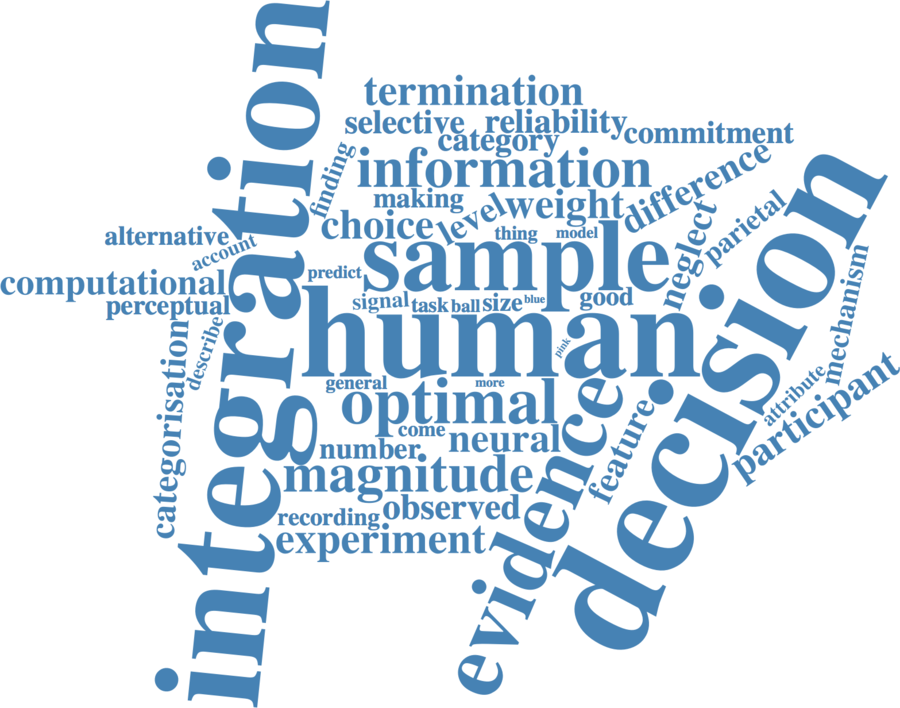 integration
termination
selective
reliability
commitment
category
finding
information
difference
decision
making
level
weight
neglect
parietal
alternative
account
choice
thing
model
sample
computational
predict
perceptual
signal
task
ball
size
blue
good
mechanism
human
pink
describe
categorisation
general
more
optimal
evidence
feature
attribute
participant
come
number
neural
magnitude
observed
recording
experiment